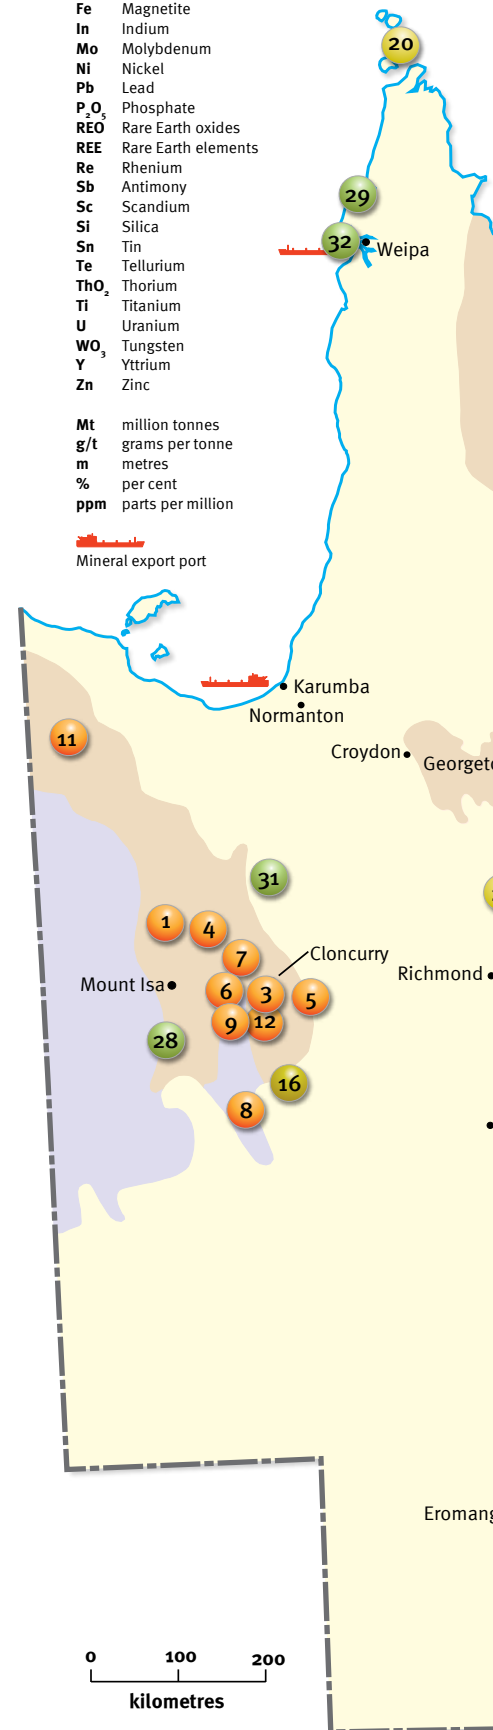 Fe Magnetite
In Indium
Mo Molybdenum
Ni Nickel
Pb Lead
P₂O₅ Phosphate
REO Rare Earth oxides
REE Rare Earth elements
Re Rhenium
Sb Antimony
Sc Scandium
Si Silica
Sn Tin
Te Tellurium
ThO₂ Thorium
Ti Titanium
U Uranium
WO₃ Tungsten
Y Yttrium
Zn Zinc
Mt million tonnes
g/t grams per tonne
m metres
% per cent
ppm parts per million
Mineral export port
20
29
32
Weipa
Karumba
Normanton
11
Croydon
Georgeto
31
1
4
7
Cloncurry
Mount Isa
6
3
5
Richmond
9
12
28
16
8
Eromang
0 100 200
kilometres